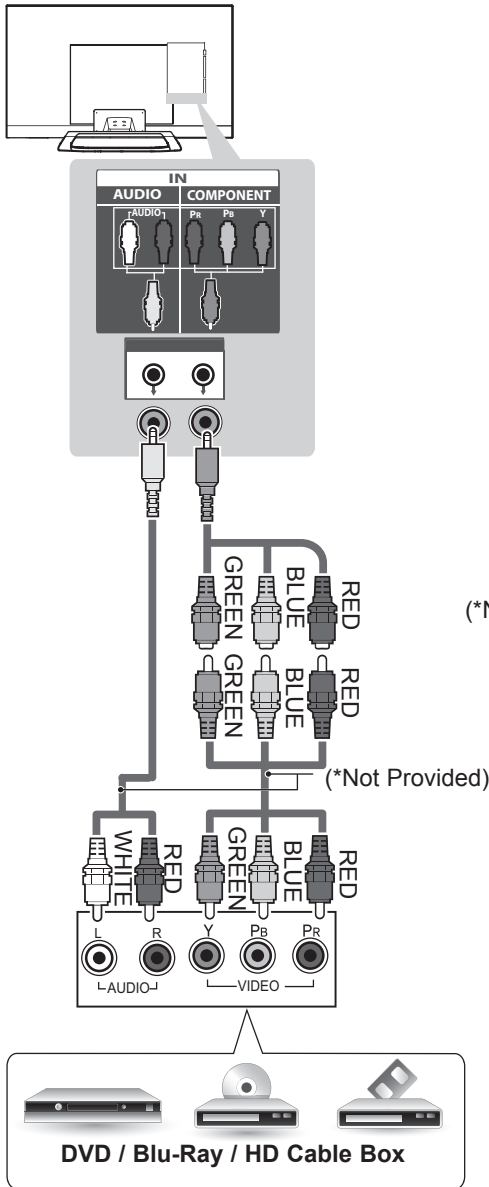 IN
AUDIO COMPONENT
AUDIO PR PB Y
GREEN BLUE RED
(*N
GREEN BLUE RED
(*Not Provided)
WHITE RED GREEN BLUE RED
L R Y PB PR
AUDIO VIDEO
DVD / Blu-Ray / HD Cable Box